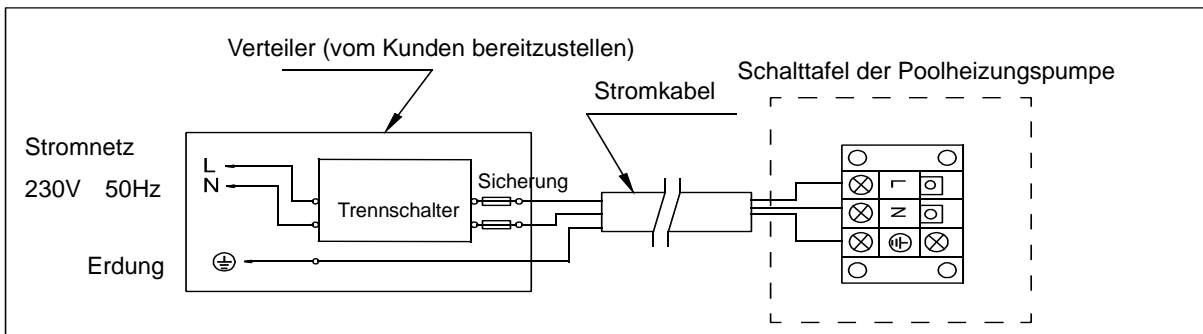 Verteiler (vom Kunden bereitzustellen)
Schalttafel der Poolheizungspumpe
Stromkabel
Stromnetz
230V 50Hz
L
N
Sicherung
Trennschalter
Erdung
L
N